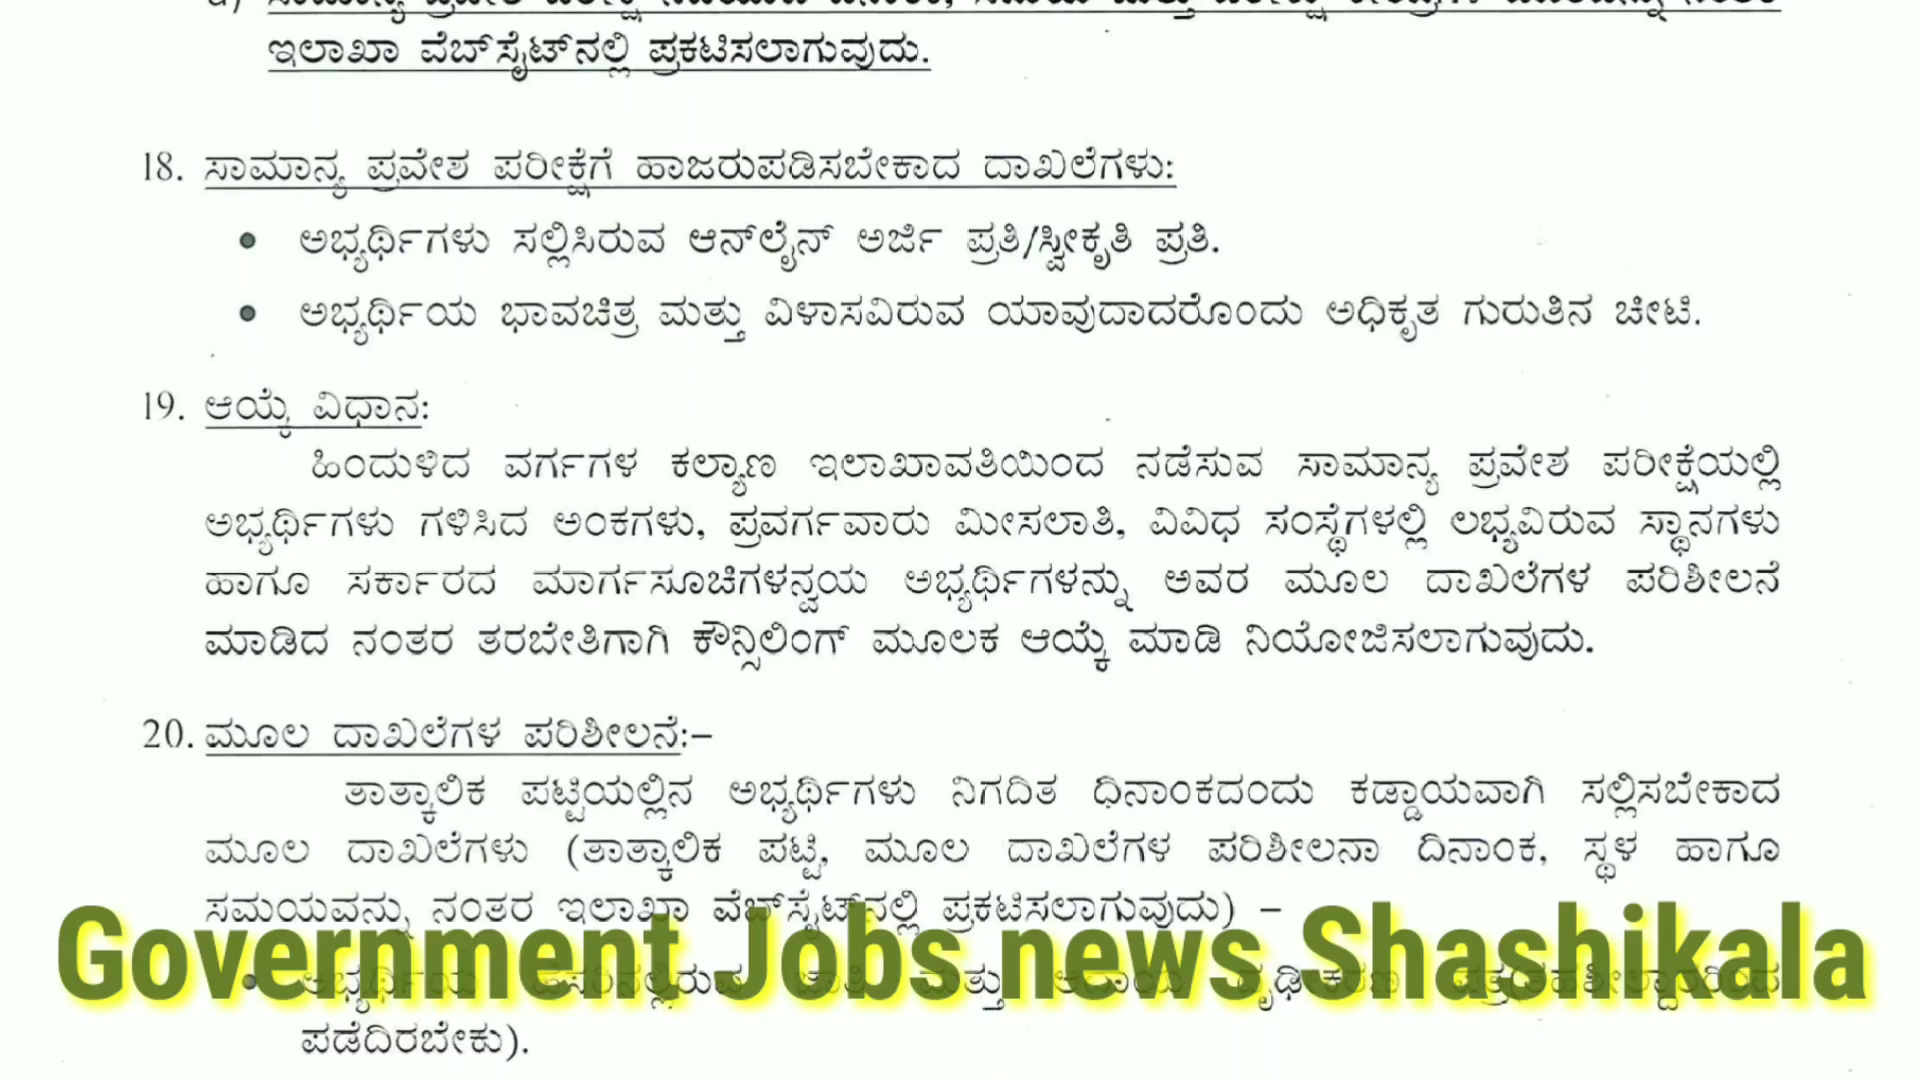 ಇಲಾಖಾ ವೆಬ್‌ಸೈಟ್‌ನಲ್ಲಿ ಪ್ರಕಟಿಸಲಾಗುವುದು.
18. ಸಾಮಾನ್ಯ ಪ್ರವೇಶ ಪರೀಕ್ಷೆಗೆ ಹಾಜರುಪಡಿಸಬೇಕಾದ ದಾಖಲೆಗಳು:
• ಅಭ್ಯರ್ಥಿಗಳು ಸಲ್ಲಿಸಿರುವ ಆನ್‌ಲೈನ್ ಅರ್ಜಿ ಪ್ರತಿ/ಸ್ವೀಕೃತಿ ಪ್ರತಿ.
• ಅಭ್ಯರ್ಥಿಯ ಭಾವಚಿತ್ರ ಮತ್ತು ವಿಳಾಸವಿರುವ ಯಾವುದಾದರೊಂದು ಅಧಿಕೃತ ಗುರುತಿನ ಚೀಟಿ.
19. ಆಯ್ಕೆ ವಿಧಾನ:
ಹಿಂದುಳಿದ ವರ್ಗಗಳ ಕಲ್ಯಾಣ ಇಲಾಖಾವತಿಯಿಂದ ನಡೆಸುವ ಸಾಮಾನ್ಯ ಪ್ರವೇಶ ಪರೀಕ್ಷೆಯಲ್ಲಿ
ಅಭ್ಯರ್ಥಿಗಳು ಗಳಿಸಿದ ಅಂಕಗಳು, ಪ್ರವರ್ಗವಾರು ಮೀಸಲಾತಿ, ವಿವಿಧ ಸಂಸ್ಥೆಗಳಲ್ಲಿ ಲಭ್ಯವಿರುವ ಸ್ಥಾನಗಳು
ಹಾಗೂ ಸರ್ಕಾರದ ಮಾರ್ಗಸೂಚಿಗಳನ್ವಯ ಅಭ್ಯರ್ಥಿಗಳನ್ನು ಅವರ ಮೂಲ ದಾಖಲೆಗಳ ಪರಿಶೀಲನೆ
ಮಾಡಿದ ನಂತರ ತರಬೇತಿಗಾಗಿ ಕೌನ್ಸಿಲಿಂಗ್ ಮೂಲಕ ಆಯ್ಕೆ ಮಾಡಿ ನಿಯೋಜಿಸಲಾಗುವುದು.
20. ಮೂಲ ದಾಖಲೆಗಳ ಪರಿಶೀಲನೆ:–
ತಾತ್ಕಾಲಿಕ ಪಟ್ಟಿಯಲ್ಲಿನ ಅಭ್ಯರ್ಥಿಗಳು ನಿಗದಿತ ಧಿನಾಂಕದಂದು ಕಡ್ಡಾಯವಾಗಿ ಸಲ್ಲಿಸಬೇಕಾದ
ಮೂಲ ದಾಖಲೆಗಳು (ತಾತ್ಕಾಲಿಕ ಪಟ್ಟಿ, ಮೂಲ ದಾಖಲೆಗಳ ಪರಿಶೀಲನಾ ದಿನಾಂಕ, ಸ್ಥಳ ಹಾಗೂ
ಸಮಯವನ್ನು ನಂತರ ಇಲಾಖಾ ವೆಬ್‌ಸೈಟ್‌ನಲ್ಲಿ ಪ್ರಕಟಿಸಲಾಗುವುದು) –
Government Jobs news Shashikala
ಪಡೆದಿರಬೇಕು).